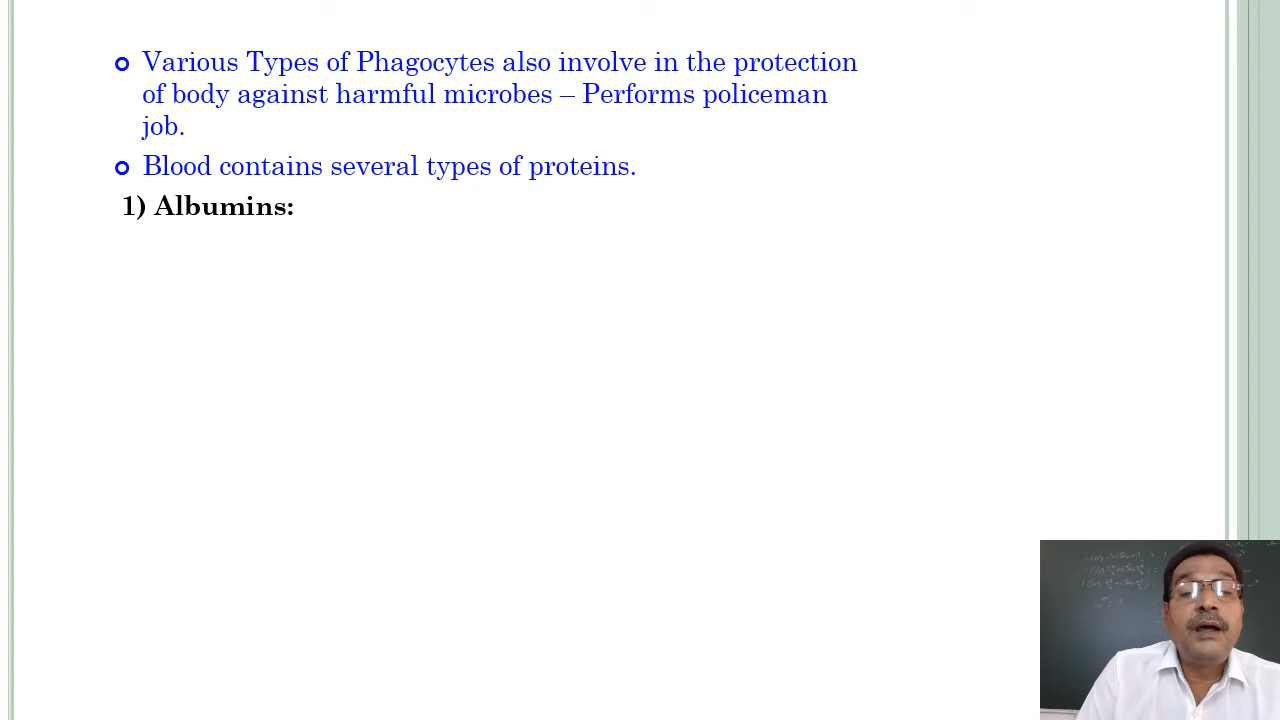 Various Types of Phagocytes also involve in the protection
of body against harmful microbes – Performs policeman
job.
Blood contains several types of proteins.
1) Albumins: